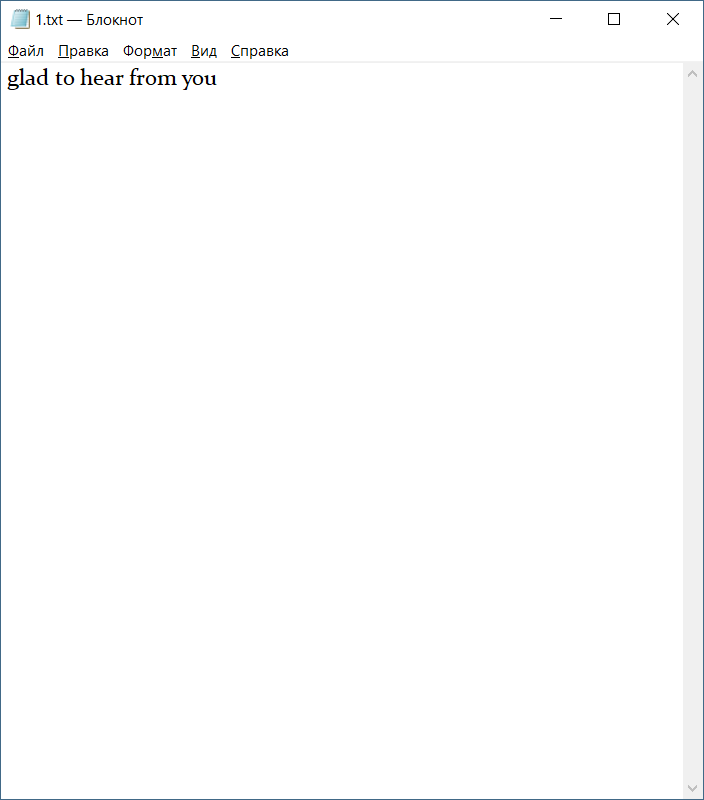 1.txt — Блокнот
Файл Правка Формат Вид Справка
glad to hear from you